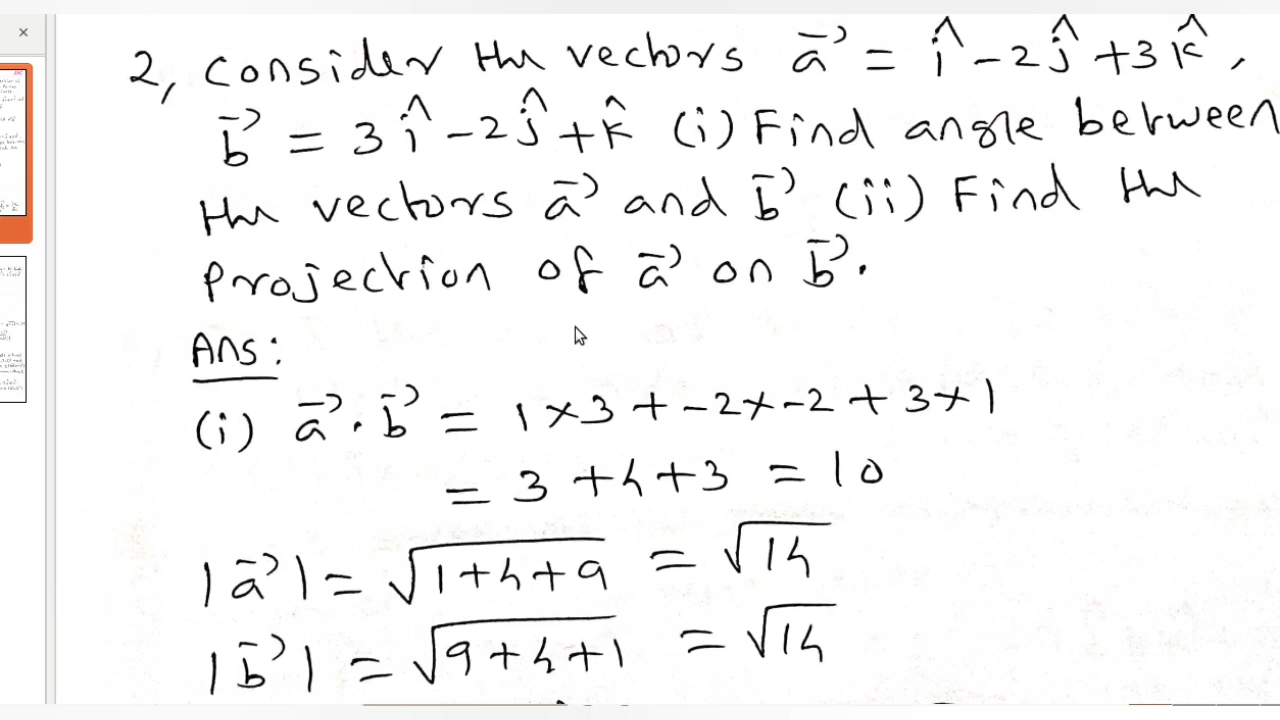 2, Consider the vectors a⃗ = î - 2ĵ + 3k̂,
b⃗ = 3î - 2ĵ + k̂ (i) Find angle between
the vectors a⃗ and b⃗ (ii) Find the
projection of a⃗ on b⃗.
Ans:
(i) a⃗ . b⃗ = 1 × 3 + -2 × -2 + 3 × 1
= 3 + 4 + 3 = 10
|a⃗| = √(1+4+9) = √14
|b⃗| = √(9+4+1) = √14